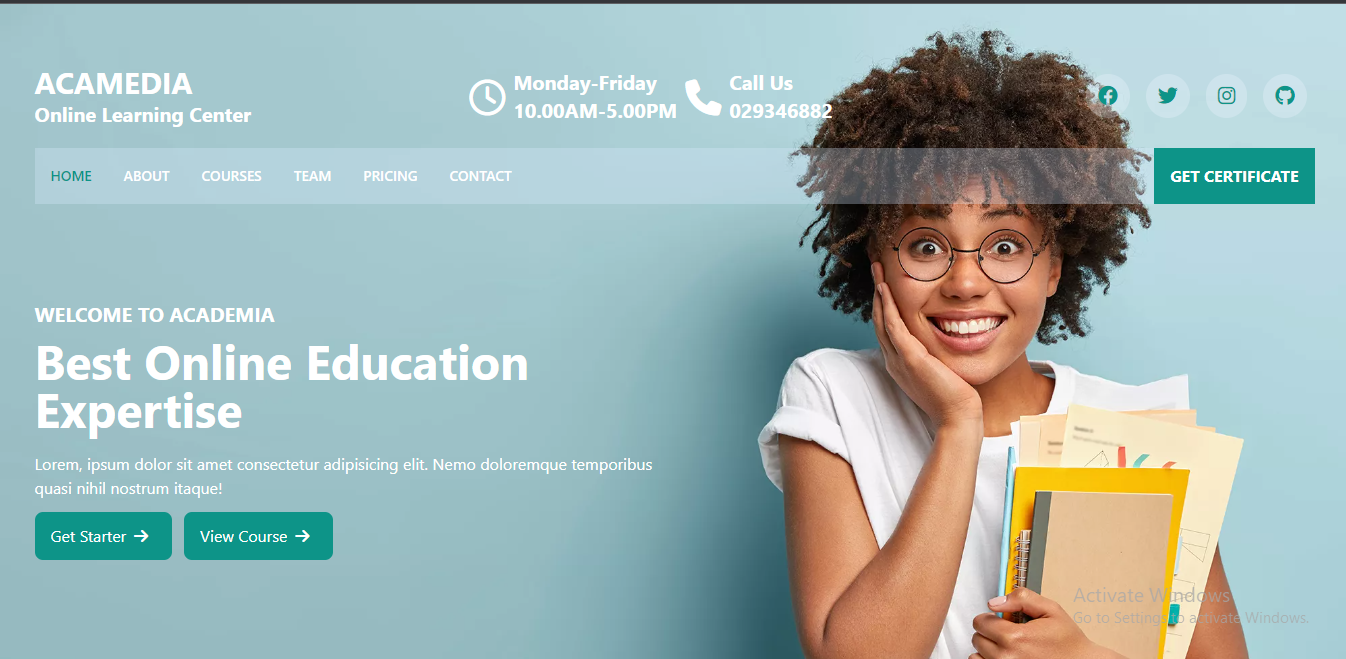 ACAMEDIA
Online Learning Center
Monday-Friday
10.00AM-5.00PM
Call Us
029346882
HOME ABOUT COURSES TEAM PRICING CONTACT
GET CERTIFICATE
WELCOME TO ACADEMIA
Best Online Education
Expertise
Lorem, ipsum dolor sit amet consectetur adipisicing elit. Nemo doloremque temporibus
quasi nihil nostrum itaque!
Get Starter
View Course
Activate Windows
Go to Settings to activate Windows.